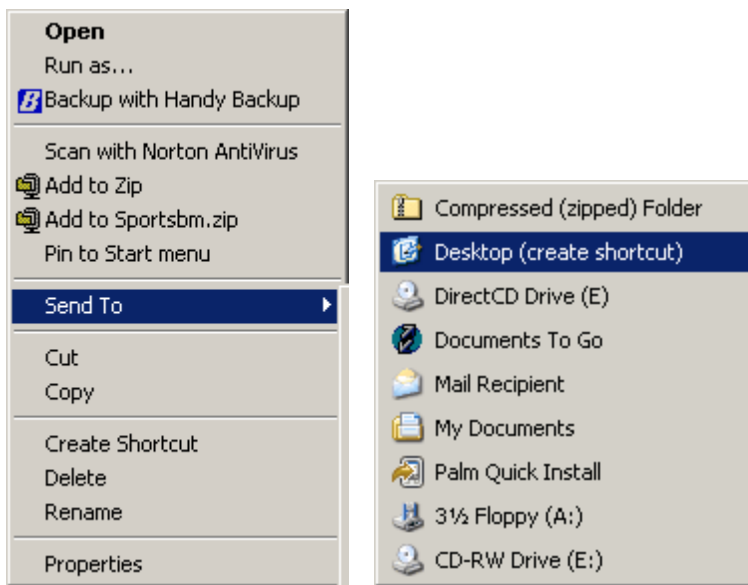 Open
Run as...
Backup with Handy Backup
Scan with Norton AntiVirus
Add to Zip
Add to Sportsbm.zip
Pin to Start menu
Send To
Cut
Copy
Create Shortcut
Delete
Rename
Properties
Compressed (zipped) Folder
Desktop (create shortcut)
DirectCD Drive (E)
Documents To Go
Mail Recipient
My Documents
Palm Quick Install
3½ Floppy (A:)
CD-RW Drive (E:)